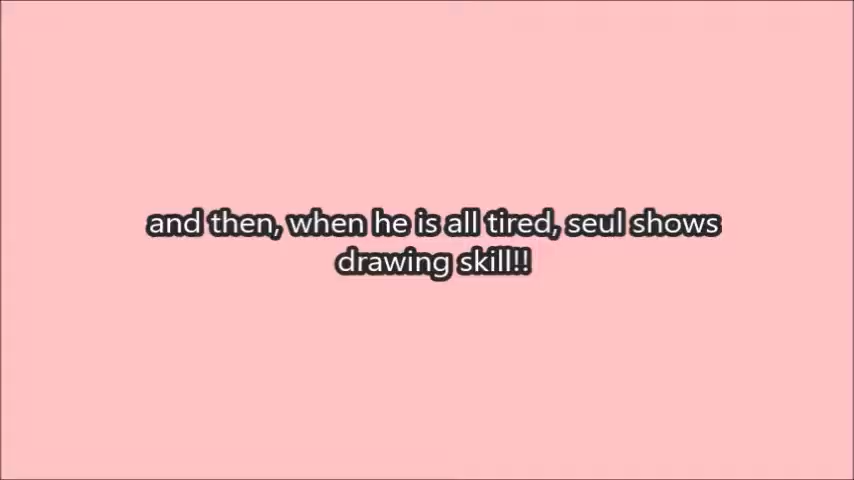 and then, when he is all tired, seul shows
drawing skill!!